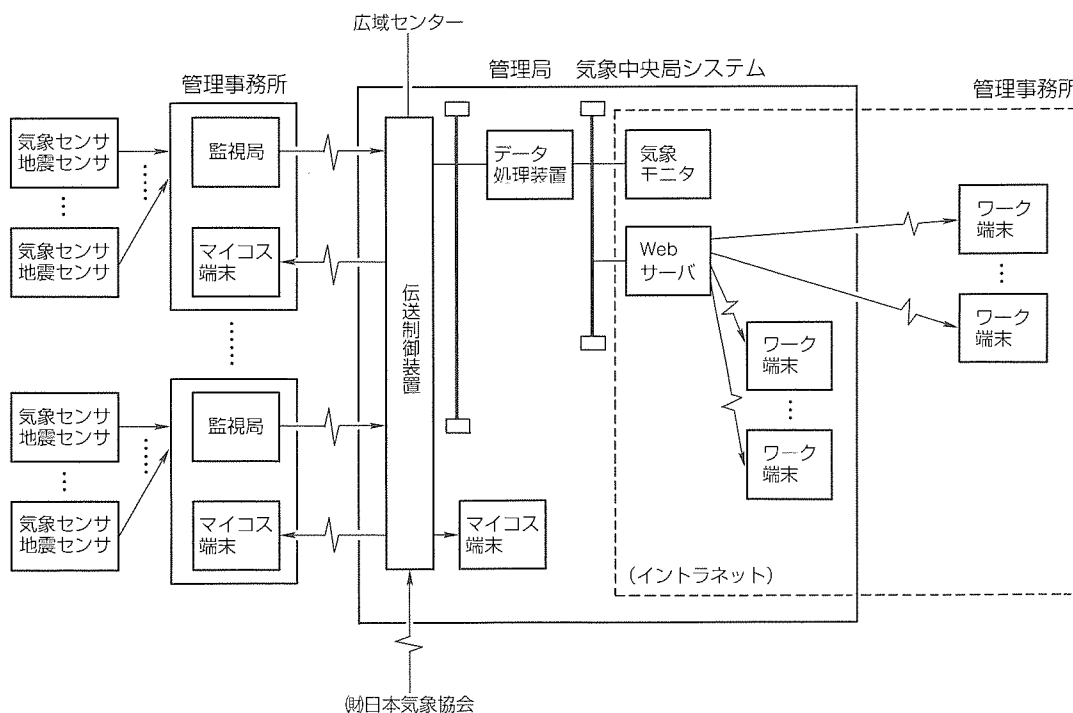 広域センター
管理局 気象中央局システム
管理事務所
管理事務所
気象センサ
地震センサ
気象センサ
地震センサ
監視局
マイコス
端末
伝送制御装置
データ
処理装置
気象
モニタ
Web
サーバ
ワーク
端末
ワーク
端末
ワーク
端末
ワーク
端末
気象センサ
地震センサ
気象センサ
地震センサ
監視局
マイコス
端末
マイコス
端末
(イントラネット)
㈶日本気象協会